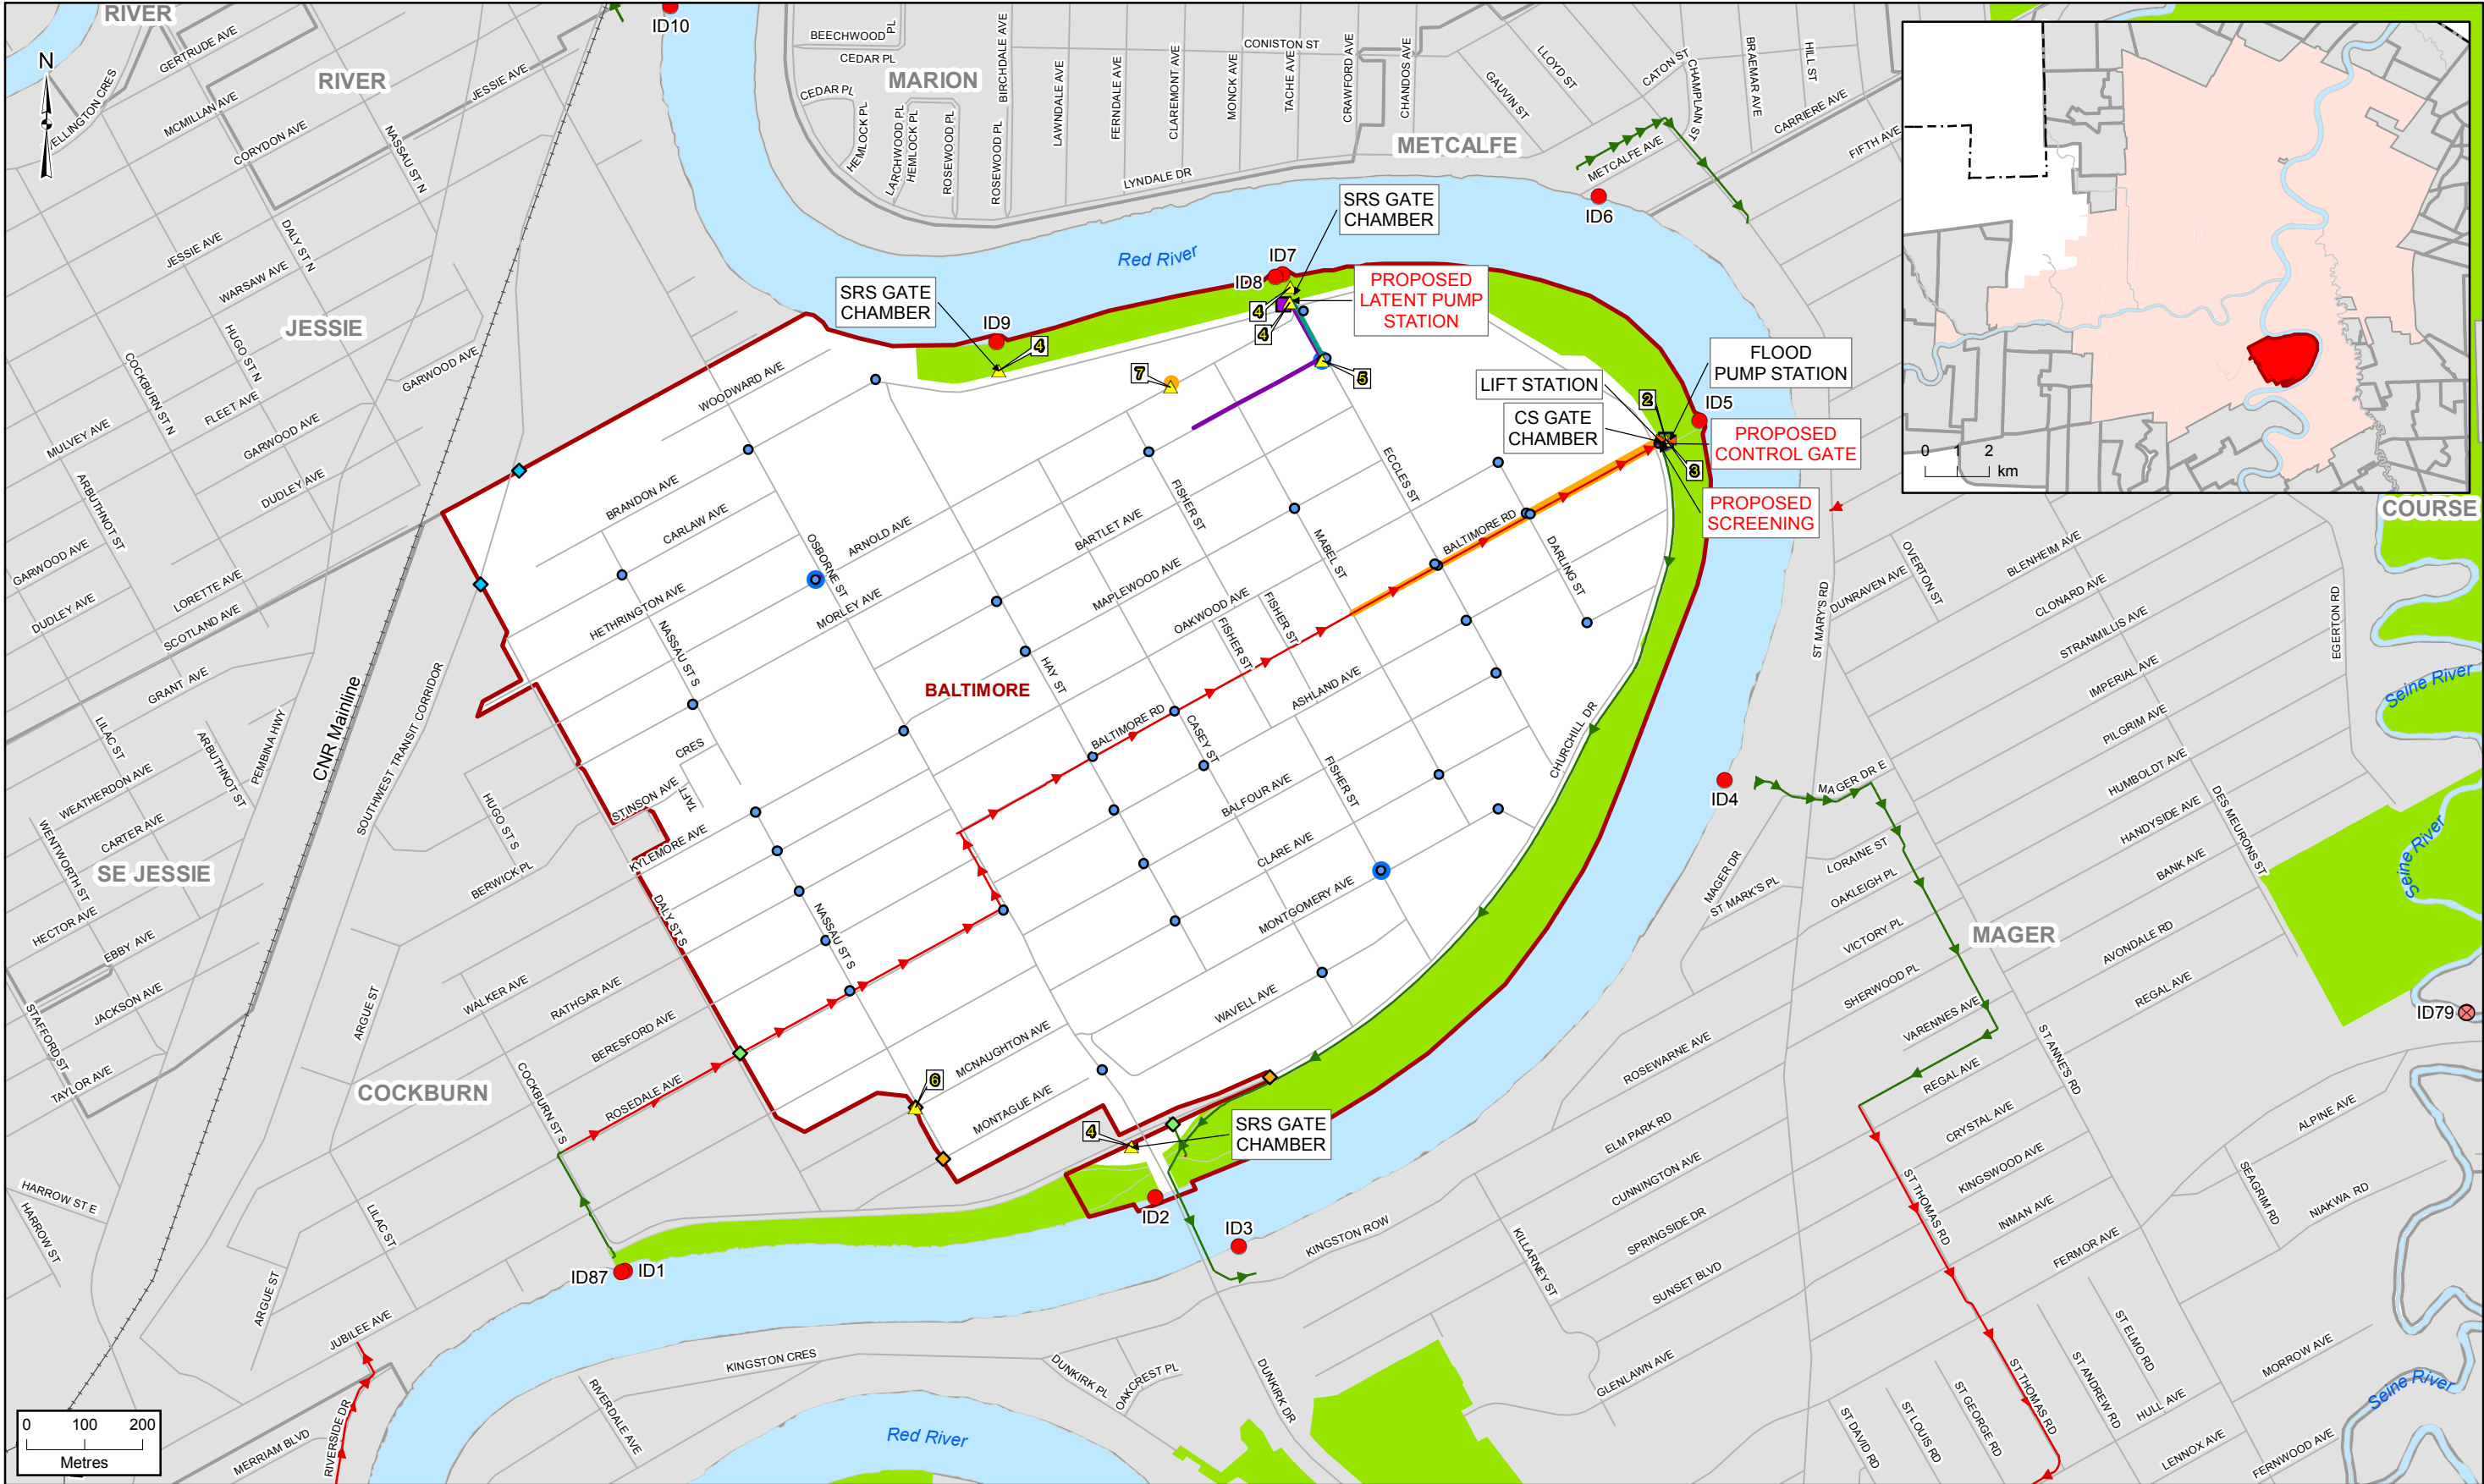 RIVER
GERTRUDE AVE
N
RIVER
MCMILLAN AVE
CORYDON AVE
JESSIE AVE
NASSAU ST N
ID10
BEECHWOOD PL
CEDAR PL
CEDAR PL
MARION
HEMLOCK PL
LARCHWOOD PL
HEMLOCK PL
ROSEWOOD PL
ROSEWOOD PL
BIRCHDALE AVE
LAWNDALE AVE
FERNDALE AVE
CLAREMONT AVE
MONCK AVE
CONISTON ST
TACHE AVE
CRAWFORD AVE
CHANDOS AVE
GAUVIN ST
LLOYD ST
CATON ST
CHAMPLAIN ST
BRAEMAR AVE
HILL ST
CARRIERE AVE
FIFTH AVE
METCALFE
METCALFE AVE
LYNDALE DR
ID6
SRS GATE
CHAMBER
Red River
ID7
ID8
PROPOSED
LATENT PUMP
STATION
4
4
SRS GATE
CHAMBER
ID9
4
7
5
LIFT STATION
CS GATE
CHAMBER
2
3
FLOOD
PUMP STATION
ID5
PROPOSED
CONTROL GATE
PROPOSED
SCREENING
0 1 2
km
COURSE
JESSIE AVE
DALY ST N
WARSAW AVE
JESSIE
HUGO ST N
COCKBURN ST N
GARWOOD AVE
FLEET AVE
MULVEY AVE
GARWOOD AVE
DUDLEY AVE
ARBUTHNOT ST
GARWOOD AVE
LORETTE AVE
DUDLEY AVE
SCOTLAND AVE
GRANT AVE
LILAC ST
ARBUTHNOT ST
PEMBINA HWY
CNR Mainline
SOUTHWEST TRANSIT CORRIDOR
WEATHERDON AVE
CARTER AVE
WENTWORTH ST
SE JESSIE
HECTOR AVE
EBBY AVE
JACKSON AVE
STAFFORD ST
TAYLOR AVE
HARROW ST E
HARROW ST
WOODWARD AVE
BRANDON AVE
CARLAW AVE
OSBORNE ST
ARNOLD AVE
HETHRINGTON AVE
MORLEY AVE
NASSAU ST S
BARTLET AVE
FISHER ST
MAPLEWOOD AVE
MABEL ST
ECCLES ST
BALTIMORE RD
DARLING ST
OAKWOOD AVE
FISHER ST
FISHER ST
HAY ST
BALTIMORE
BALTIMORE RD
CASEY ST
ASHLAND AVE
FISHER ST
BALFOUR AVE
CLARE AVE
MONTGOMERY AVE
CHURCHILL DR
CRES
TAFT
STINSON AVE
KYLEMORE AVE
HUGO ST S
BERWICK PL
DALY ST S
NASSAU ST S
WALKER AVE
RATHGAR AVE
ARGUE ST
BERESFORD AVE
COCKBURN
COCKBURN ST S
ROSEDALE AVE
WAVELL AVE
MCNAUGHTON AVE
MONTAGUE AVE
6
4
SRS GATE
CHAMBER
ID2
ID3
ID87
ID1
LILAC ST
ARGUE ST
JUBILEE AVE
RIVERSIDE DR
MERRIAM BLVD
0 100 200
Metres
KINGSTON CRES
RIVERDALE AVE
Red River
DUNKIRK PL
OAKCREST PL
DUNKIRK DR
KINGSTON ROW
KILLARNEY ST
GLENLAWN AVE
SUNSET BLVD
SPRINGSIDE DR
CUNNINGTON AVE
ELM PARK RD
ROSEWARNE AVE
ID4
MAGER DR E
MAGER DR
ST MARK'S PL
LORAINE ST
OAKLEIGH PL
VICTORY PL
SHERWOOD PL
VARENNES AVE
REGAL AVE
CRYSTAL AVE
KINGSWOOD AVE
INMAN AVE
FERMOR AVE
ST THOMAS RD
ST THOMAS RD
ST ANNE'S RD
MAGER
ST MARY'S RD
DUNRAVEN AVE
OVERTON ST
BLENHEIM AVE
CLONARD AVE
STRANMILLIS AVE
IMPERIAL AVE
PILGRIM AVE
HUMBOLDT AVE
HANDYSIDE AVE
BANK AVE
DES MEURONS ST
AVONDALE RD
REGAL AVE
EGERTON RD
Seine River
Seine River
ID79
ALPINE AVE
SEAGRIM RD
NIAKWA RD
MORROW AVE
ST ELMO RD
ST ANDREW RD
HULL AVE
ST GEORGE RD
ST LOUIS RD
ST DAVID RD
LENNOX AVE
FERNWOOD AVE
Seine River